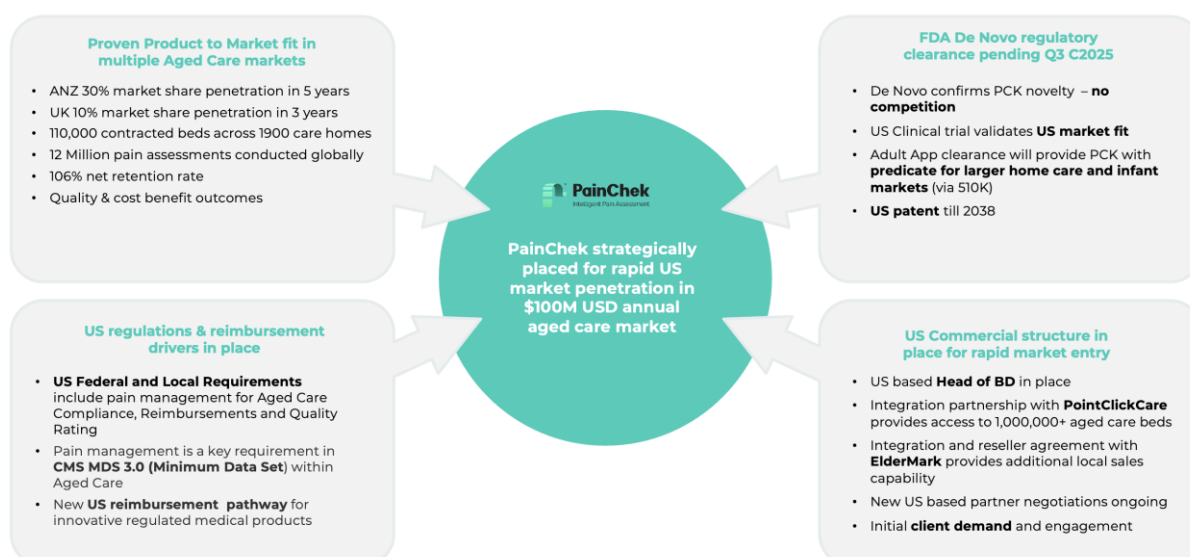 Proven Product to Market fit in
multiple Aged Care markets
• ANZ 30% market share penetration in 5 years
• UK 10% market share penetration in 3 years
• 110,000 contracted beds across 1900 care homes
• 12 Million pain assessments conducted globally
• 106% net retention rate
• Quality & cost benefit outcomes
FDA De Novo regulatory
clearance pending Q3 C2025
• De Novo confirms PCK novelty – no
competition
• US Clinical trial validates US market fit
• Adult App clearance will provide PCK with
predicate for larger home care and infant
markets (via 510K)
• US patent till 2038
PainChek
Intelligent Pain Assessment
PainChek strategically
placed for rapid US
market penetration in
$100M USD annual
aged care market
US regulations & reimbursement
drivers in place
• US Federal and Local Requirements
include pain management for Aged Care
Compliance, Reimbursements and Quality
Rating
• Pain management is a key requirement in
CMS MDS 3.0 (Minimum Data Set) within
Aged Care
• New US reimbursement pathway for
innovative regulated medical products
US Commercial structure in
place for rapid market entry
• US based Head of BD in place
• Integration partnership with PointClickCare
provides access to 1,000,000+ aged care beds
• Integration and reseller agreement with
ElderMark provides additional local sales
capability
• New US based partner negotiations ongoing
• Initial client demand and engagement